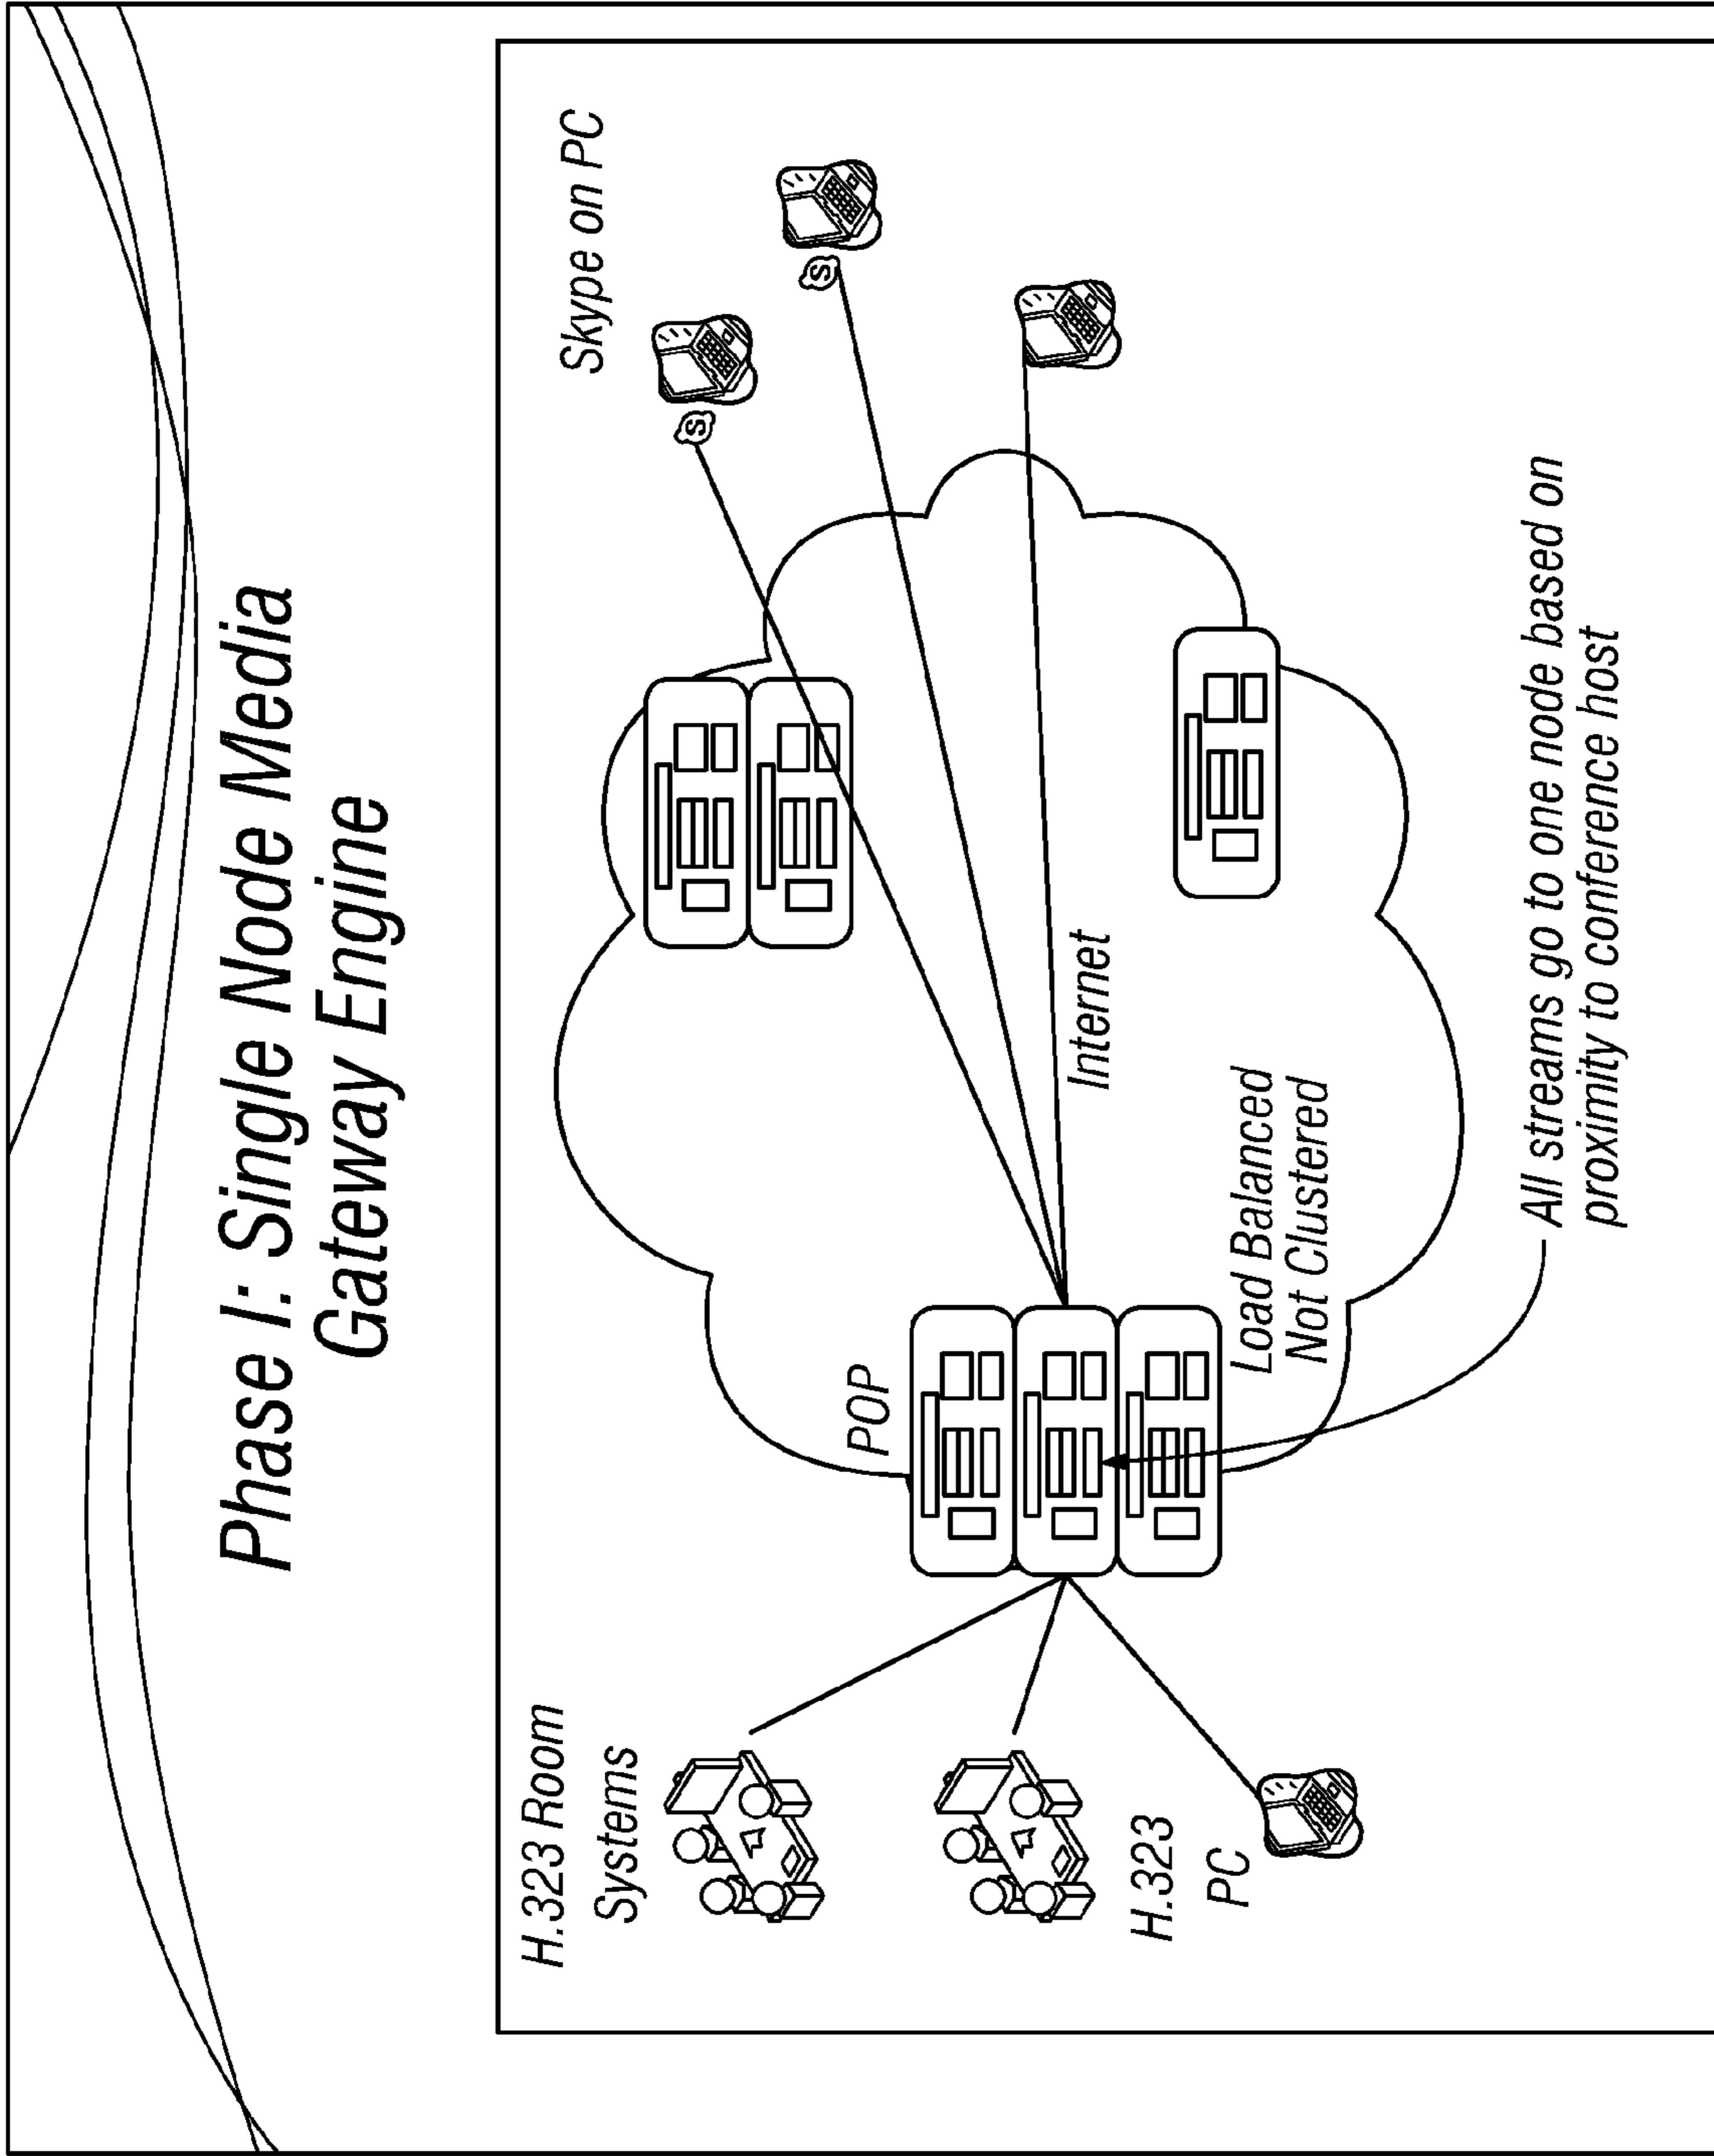 Phase I: Single Node Media
Gateway Engine
H.323 Room
Systems
Skype on PC
S
S
POP
Internet
H.323
PC
Load Balanced
Not Clustered
All streams go to one node based on
proximity to conference host